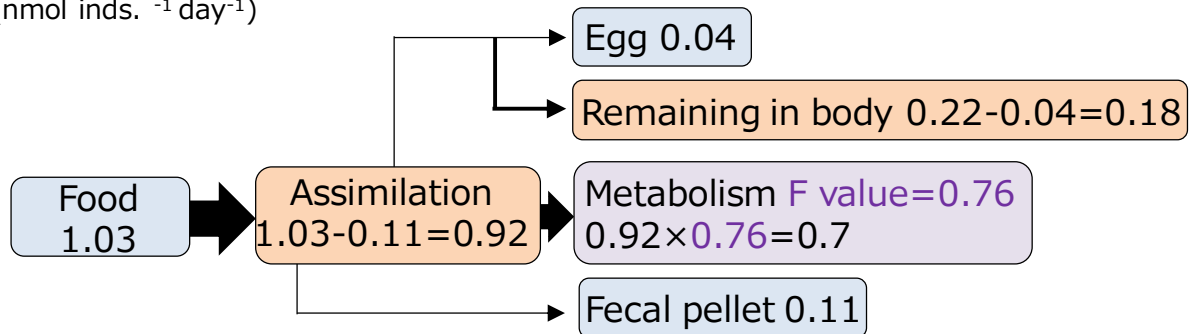 nmol inds. ⁻¹ day⁻¹)
Egg 0.04
Remaining in body 0.22-0.04=0.18
Food
1.03
Assimilation
1.03-0.11=0.92
Metabolism F value=0.76
0.92×0.76=0.7
Fecal pellet 0.11